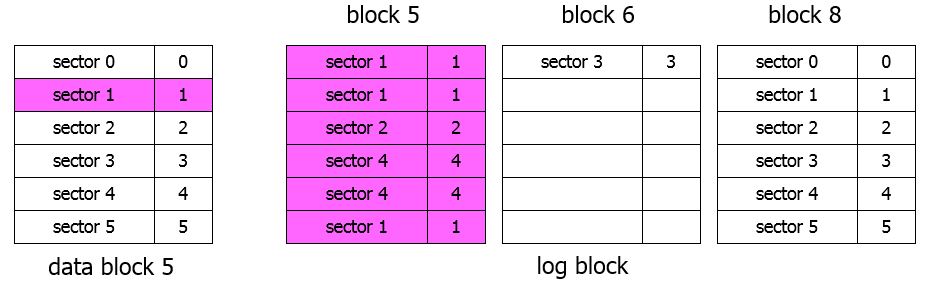 block 5 block 6 block 8
sector 0 0 sector 1 1 sector 3 3 sector 0 0
sector 1 1 sector 1 1 sector 1 1
sector 2 2 sector 2 2 sector 2 2
sector 3 3 sector 4 4 sector 3 3
sector 4 4 sector 4 4 sector 4 4
sector 5 5 sector 1 1 sector 5 5
data block 5 log block